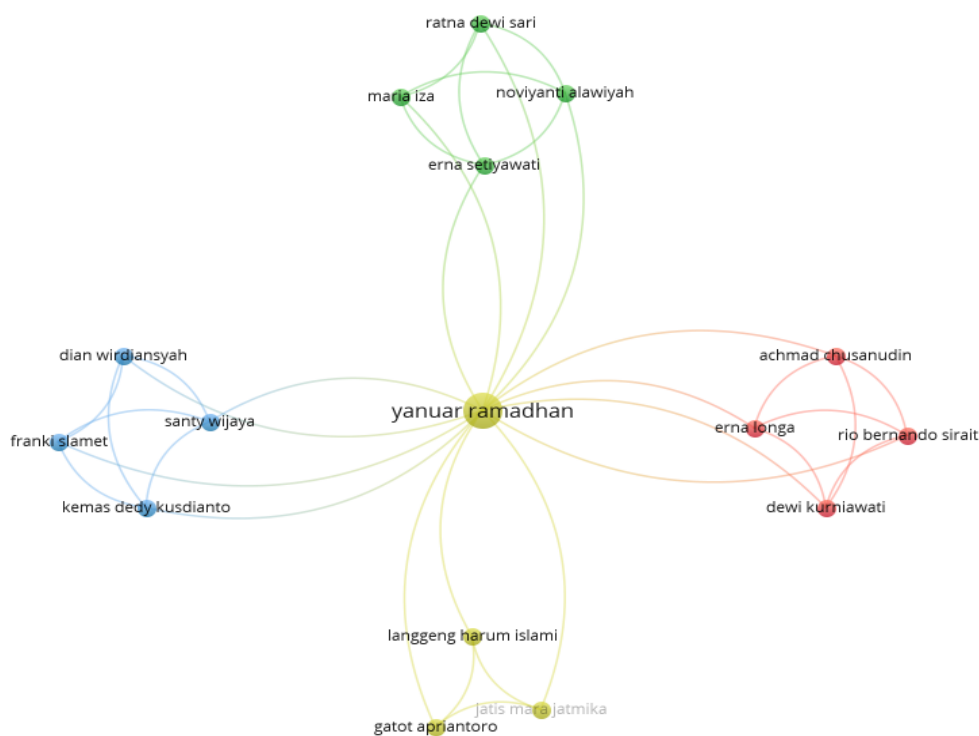 ratna dewi sari
maria iza
noviyanti alawiyah
erna setiyawati
dian wirdiansyah
achmad chusanudin
yanuar ramadhan
santy wijaya
erna longa
franki slamet
rio bernando sirait
kemas dedy kusdianto
dewi kurniawati
langgeng harum islami
jatis mara jatmika
gatot apriantoro